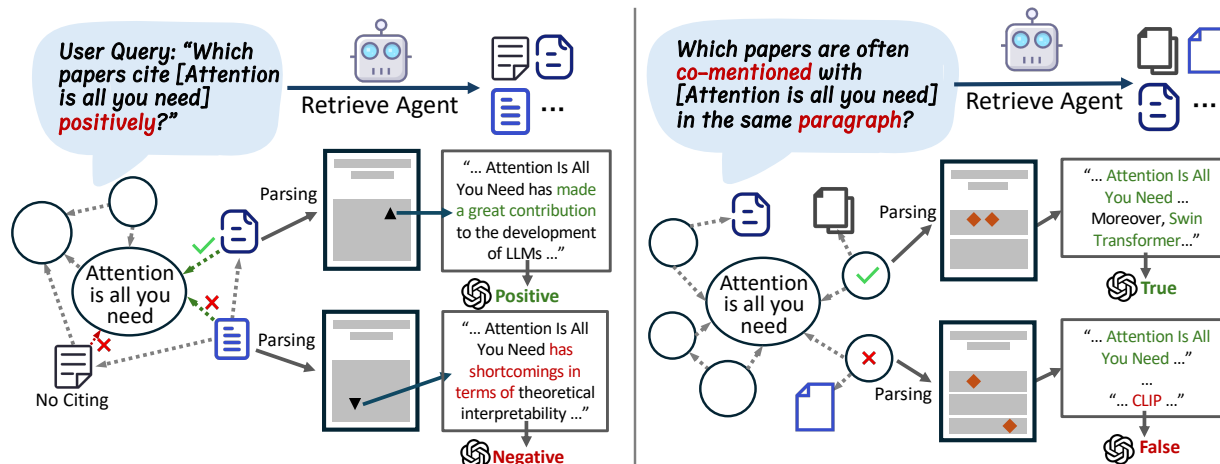 User Query: “Which
papers cite [Attention
is all you need]
positively?”
Retrieve Agent
...
Parsing
“... Attention Is All
You Need has made
a great contribution
to the development
of LLMs ...”
Positive
Attention
is all you
need
No Citing
Parsing
“... Attention Is All
You Need has
shortcomings in
terms of theoretical
interpretability ...”
Negative
Which papers are often
co-mentioned with
[Attention is all you need]
in the same paragraph?
Retrieve Agent
...
Parsing
“... Attention Is All
You Need ...
Moreover, Swin
Transformer...”
True
Attention
is all you
need
Parsing
“... Attention Is All
You Need ...”
...
“... CLIP ...”
False